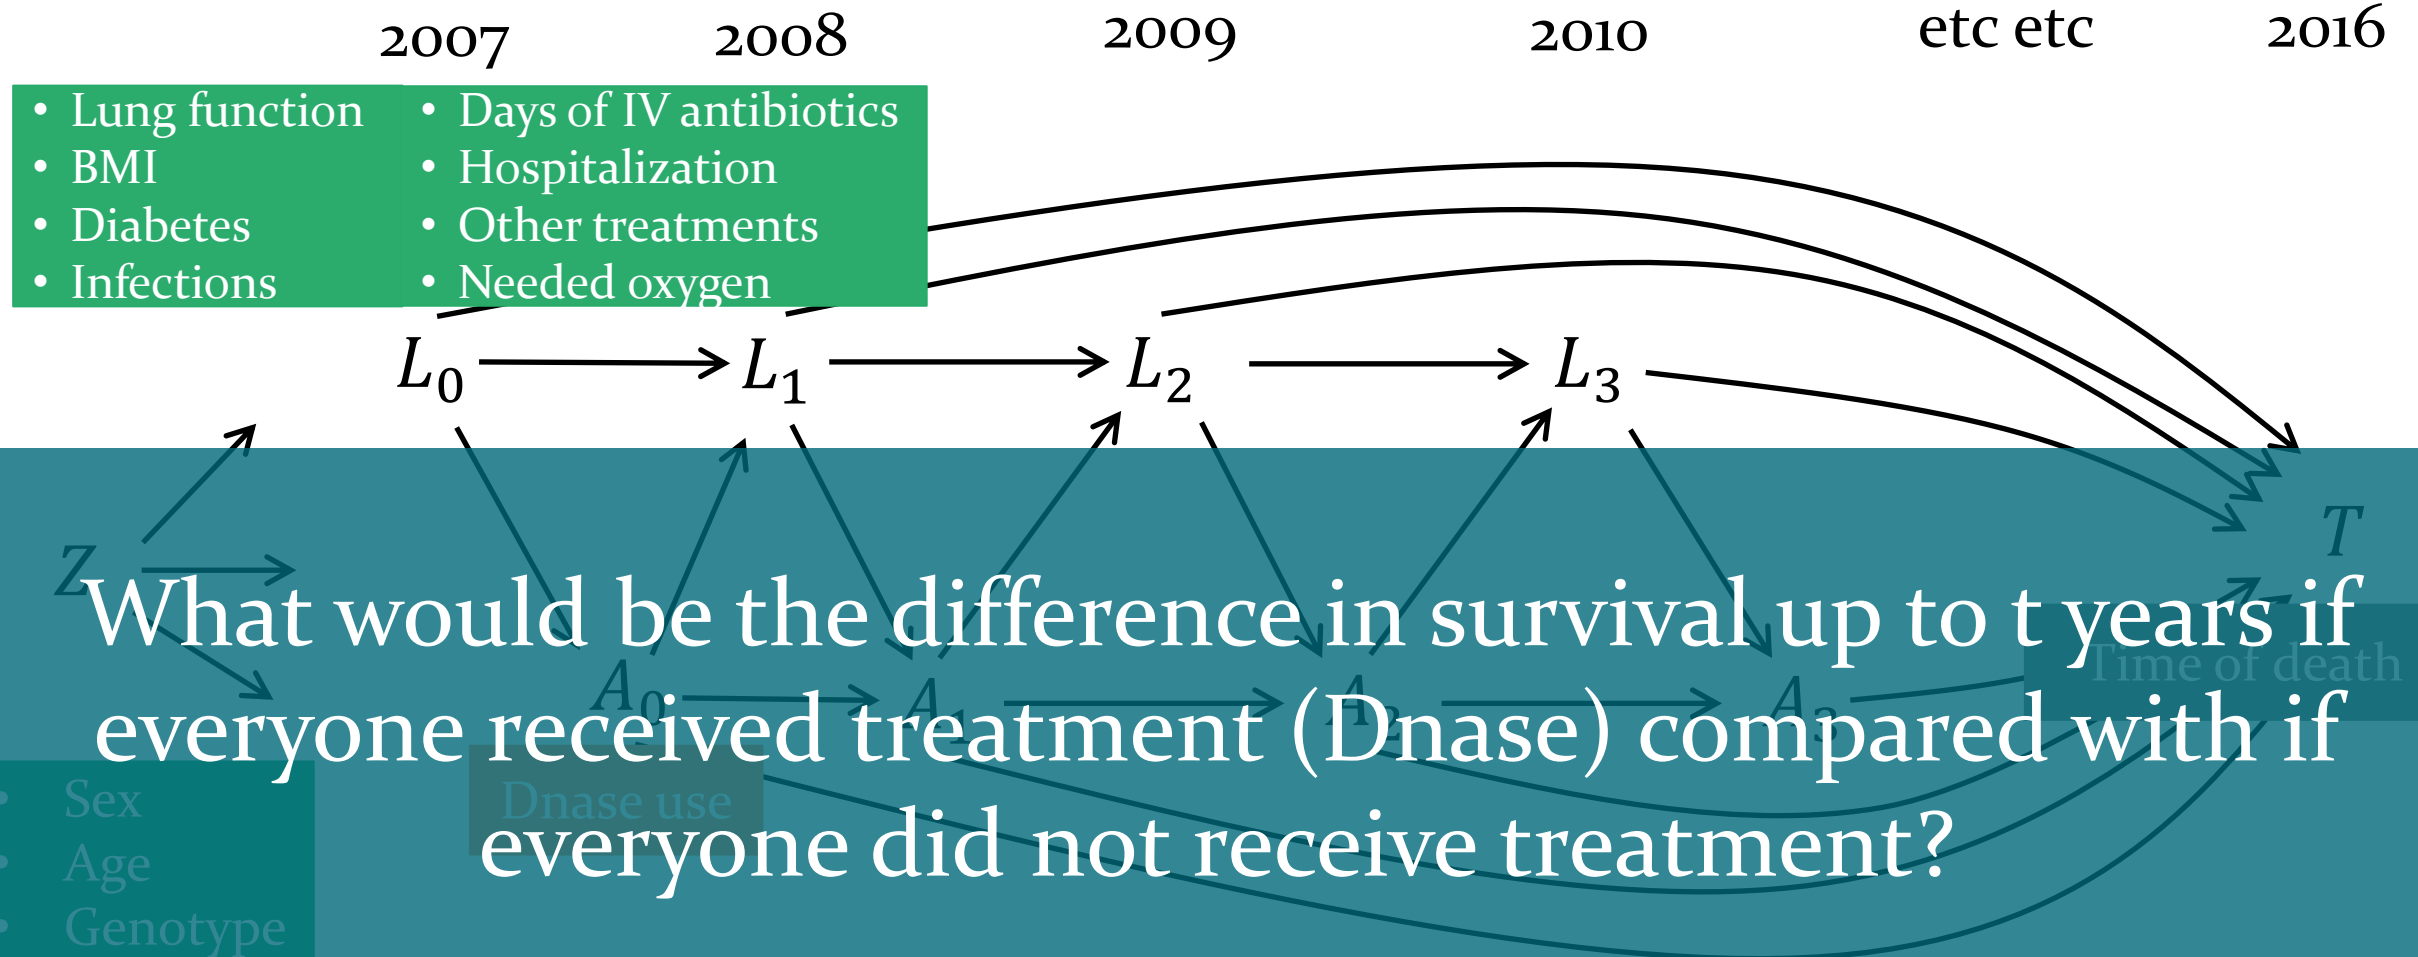 2007 2008 2009 2010 etc etc 2016
• Lung function
• BMI
• Diabetes
• Infections
• Days of IV antibiotics
• Hospitalization
• Other treatments
• Needed oxygen
L₀ L₁ L₂ L₃
Z
T
A₀ A₁ A₂ A₃
What would be the difference in survival up to t years if
everyone received treatment (Dnase) compared with if
everyone did not receive treatment?
Time of death
Dnase use
• Sex
• Age
• Genotype